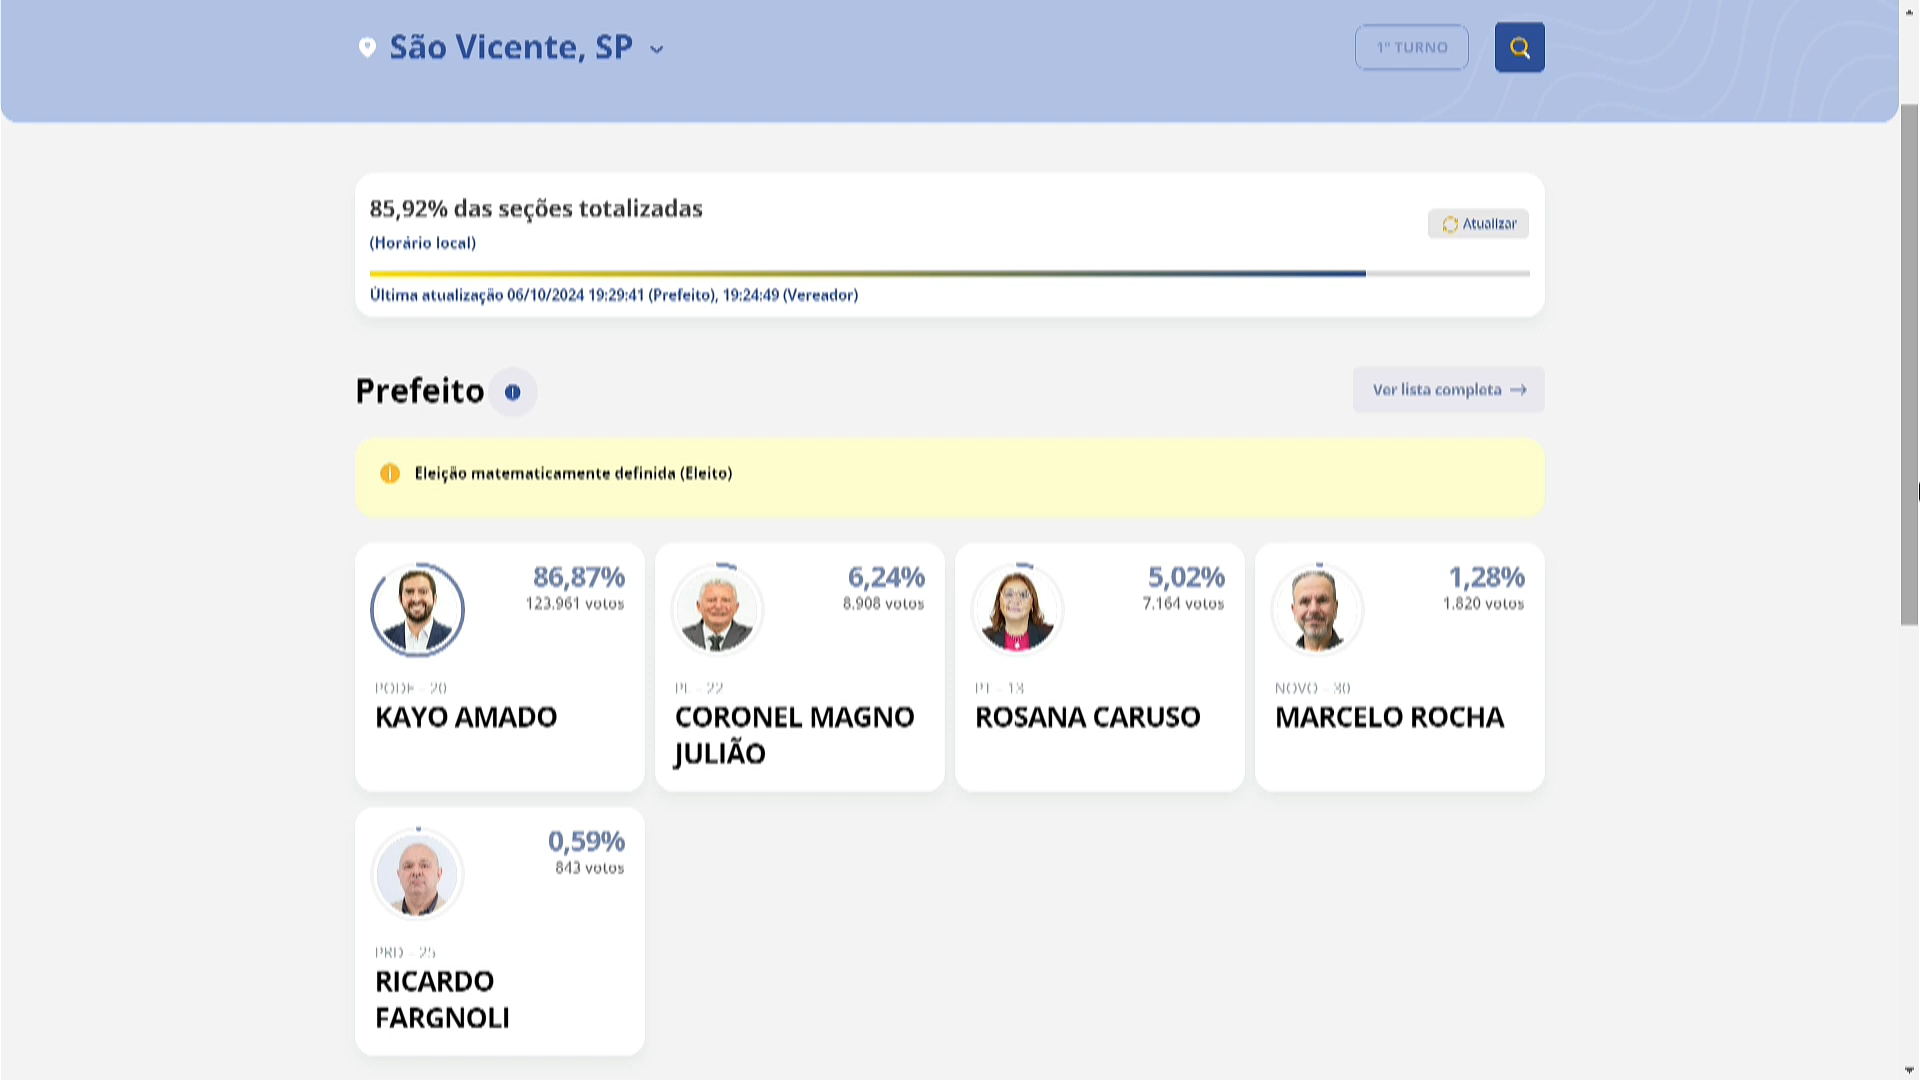 São Vicente, SP
1º TURNO
85,92% das seções totalizadas
(Horário local)
Atualizar
Última atualização 06/10/2024 19:29:41 (Prefeito), 19:24:49 (Vereador)
Prefeito
Ver lista completa →
Eleição matematicamente definida (Eleito)
86,87%
123.961 votos
PODE - 20
KAYO AMADO
6,24%
8.908 votos
PL - 22
CORONEL MAGNO
JULIÃO
5,02%
7.164 votos
PT - 13
ROSANA CARUSO
1,28%
1.820 votos
NOVO - 30
MARCELO ROCHA
0,59%
843 votos
PRD - 25
RICARDO
FARGNOLI